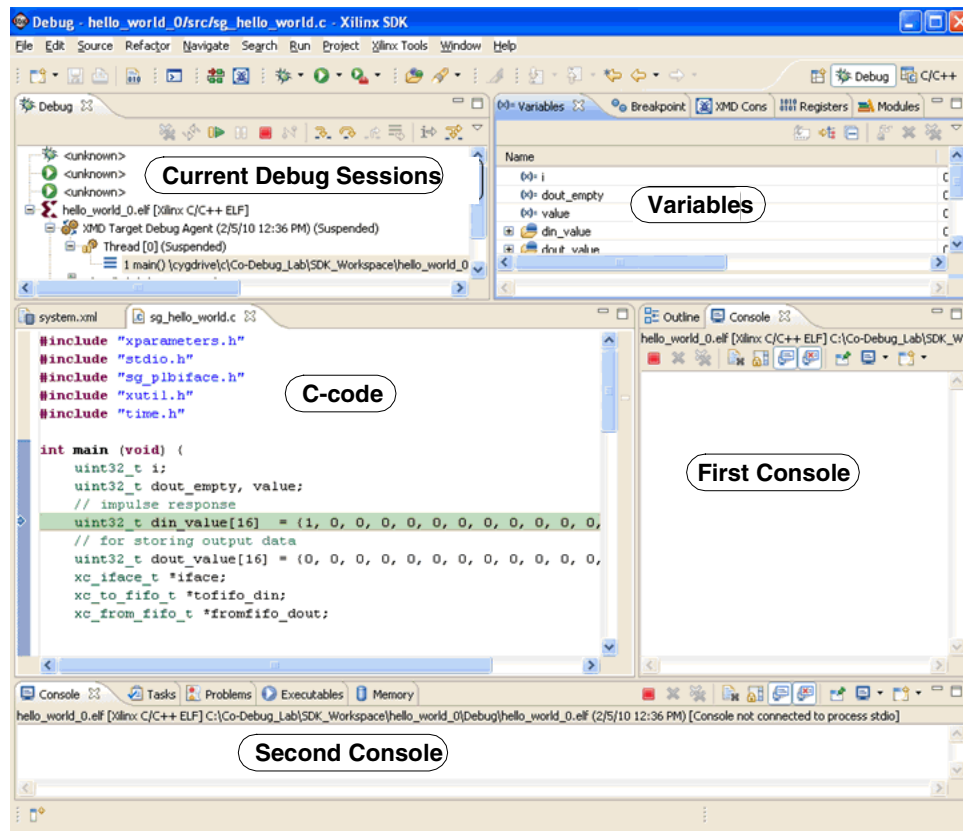 Debug - hello_world_0/src/sg_hello_world.c - Xilinx SDK
File Edit Source Refactor Navigate Search Run Project Xilinx Tools Window Help
Debug C/C++
Debug
<unknown>
<unknown>
<unknown>
hello_world_0.elf [Xilinx C/C++ ELF]
XMD Target Debug Agent (2/5/10 12:36 PM) (Suspended)
Thread [0] (Suspended)
1 main() \cygdrive\c\Co-Debug_Lab\SDK_Workspace\hello_world_0
Current Debug Sessions
(x)= Variables Breakpoint XMD Cons Registers Modules
Name
(x)= i
(x)= dout_empty
(x)= value
din_value
dout_value
Variables
system.xml sg_hello_world.c
#include "xparameters.h"
#include "stdio.h"
#include "sg_plbiface.h"
#include "xutil.h"
#include "time.h"
int main (void) {
uint32_t i;
uint32_t dout_empty, value;
// impulse response
uint32_t din_value[16] = {1, 0, 0, 0, 0, 0, 0, 0, 0, 0, 0, 0,
// for storing output data
uint32_t dout_value[16] = {0, 0, 0, 0, 0, 0, 0, 0, 0, 0, 0, 0,
xc_iface_t *iface;
xc_to_fifo_t *tofifo_din;
xc_from_fifo_t *fromfifo_dout;
C-code
Outline Console
hello_world_0.elf [Xilinx C/C++ ELF] C:\Co-Debug_Lab\SDK_W
First Console
Console Tasks Problems Executables Memory
hello_world_0.elf [Xilinx C/C++ ELF] C:\Co-Debug_Lab\SDK_Workspace\hello_world_0\Debug\hello_world_0.elf (2/5/10 12:36 PM) [Console not connected to process stdio]
Second Console